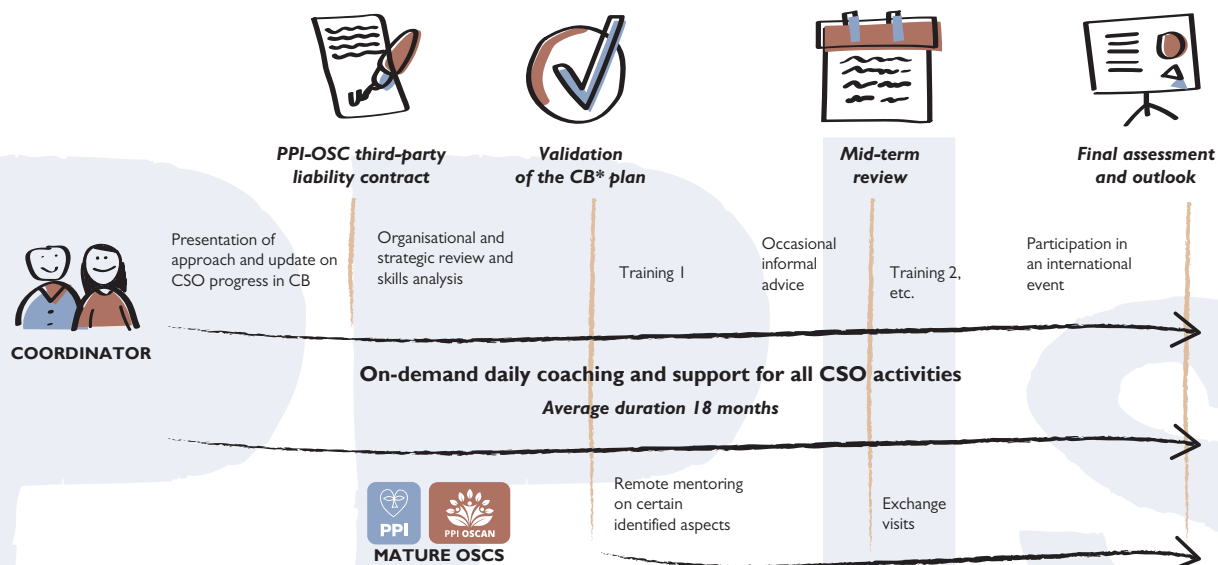 PPI-OSC third-party
liability contract
Validation
of the CB* plan
Mid-term
review
Final assessment
and outlook
Presentation of
approach and update on
CSO progress in CB
Organisational and
strategic review and
skills analysis
Training 1
Occasional
informal
advice
Training 2,
etc.
Participation in
an international
event
COORDINATOR
On-demand daily coaching and support for all CSO activities
Average duration 18 months
Remote mentoring
on certain
identified aspects
Exchange
visits
PPI
PPI OSCAN
MATURE OSCS